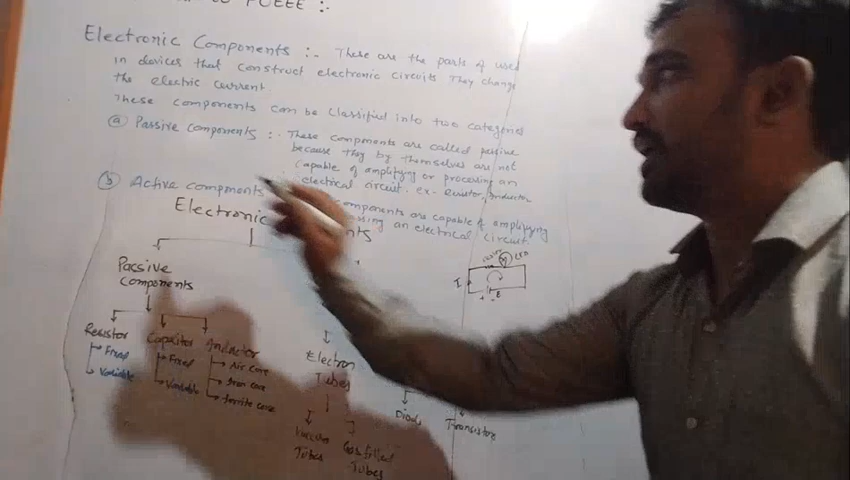 Electronic Components :- These are the parts of used
in devices that construct electronic circuits They change
the electric current.
These components can be classified into two categories
(a) Passive components :- These components are called passive
because they by themselves are not
capable of amplifying or processing an
electrical circuit. ex-
(b) Active components
components are capable of amplifying
an electrical circuit.
Electronic
nts
Passive
components
Resistor
Fixed
Variable
Capacitor
Fixed
Variable
Inductor
Air core
Iron core
ferrite core
Electron
Tubes
Vacuum
Tubes
Gas filled
Tubes
Diode
Transistor
LED
I
+ -
E